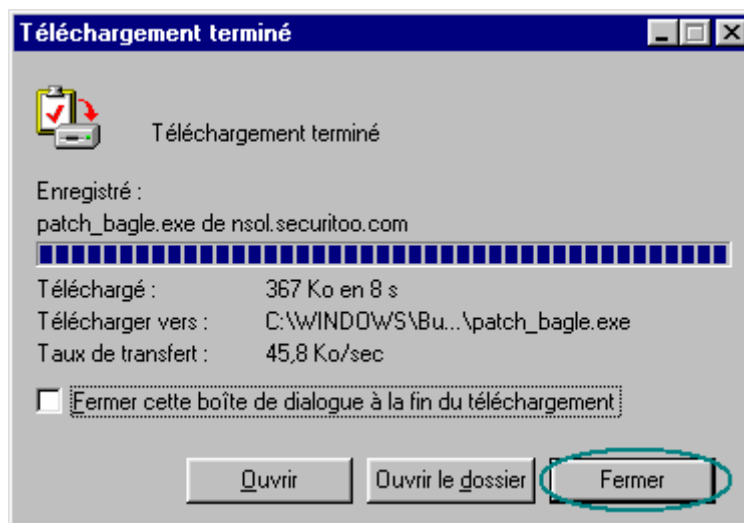 Téléchargement terminé
Téléchargement terminé
Enregistré :
patch_bagle.exe de nsol.securitoo.com
Téléchargé : 367 Ko en 8 s
Télécharger vers : C:\WINDOWS\Bu...\patch_bagle.exe
Taux de transfert : 45,8 Ko/sec
Fermer cette boîte de dialogue à la fin du téléchargement
Ouvrir Ouvrir le dossier Fermer